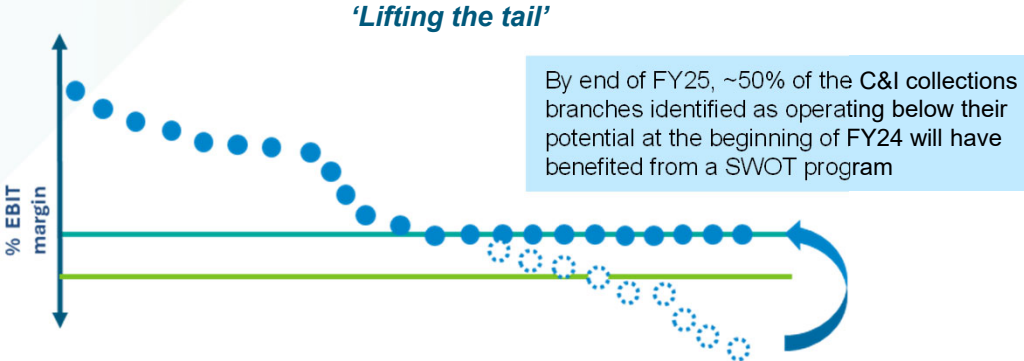 ‘Lifting the tail’
By end of FY25, ~50% of the C&I collections
branches identified as operating below their
potential at the beginning of FY24 will have
benefited from a SWOT program
% EBIT
margin